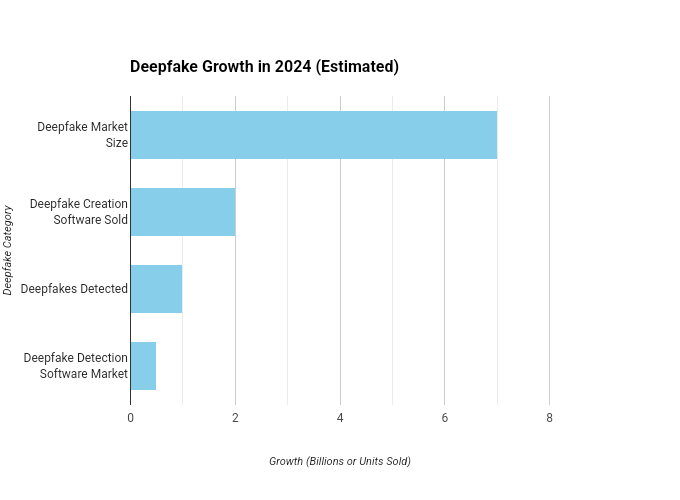 Deepfake Growth in 2024 (Estimated)
Deepfake Market
Size
Deepfake Creation
Software Sold
Deepfakes Detected
Deepfake Detection
Software Market
Deepfake Category
0 2 4 6 8
Growth (Billions or Units Sold)